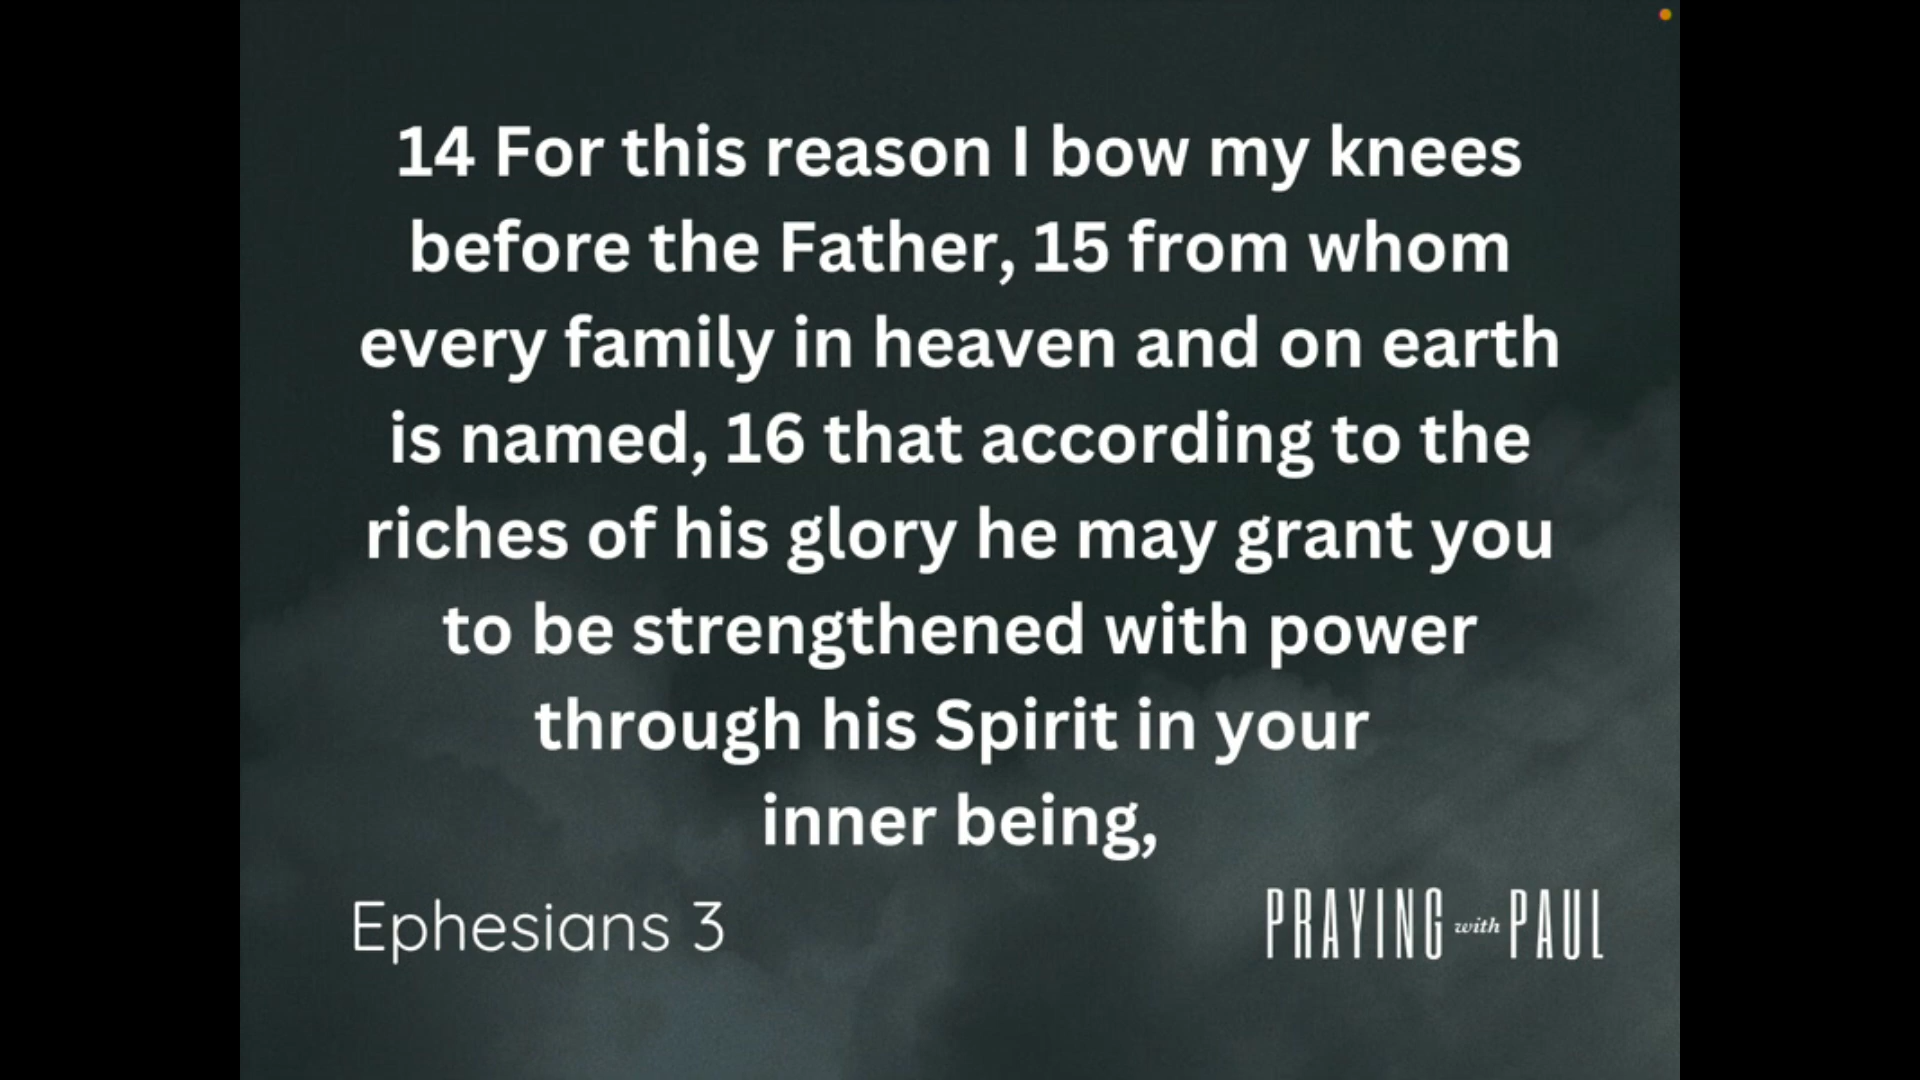 14 For this reason I bow my knees
before the Father, 15 from whom
every family in heaven and on earth
is named, 16 that according to the
riches of his glory he may grant you
to be strengthened with power
through his Spirit in your
inner being,
Ephesians 3
PRAYING with PAUL